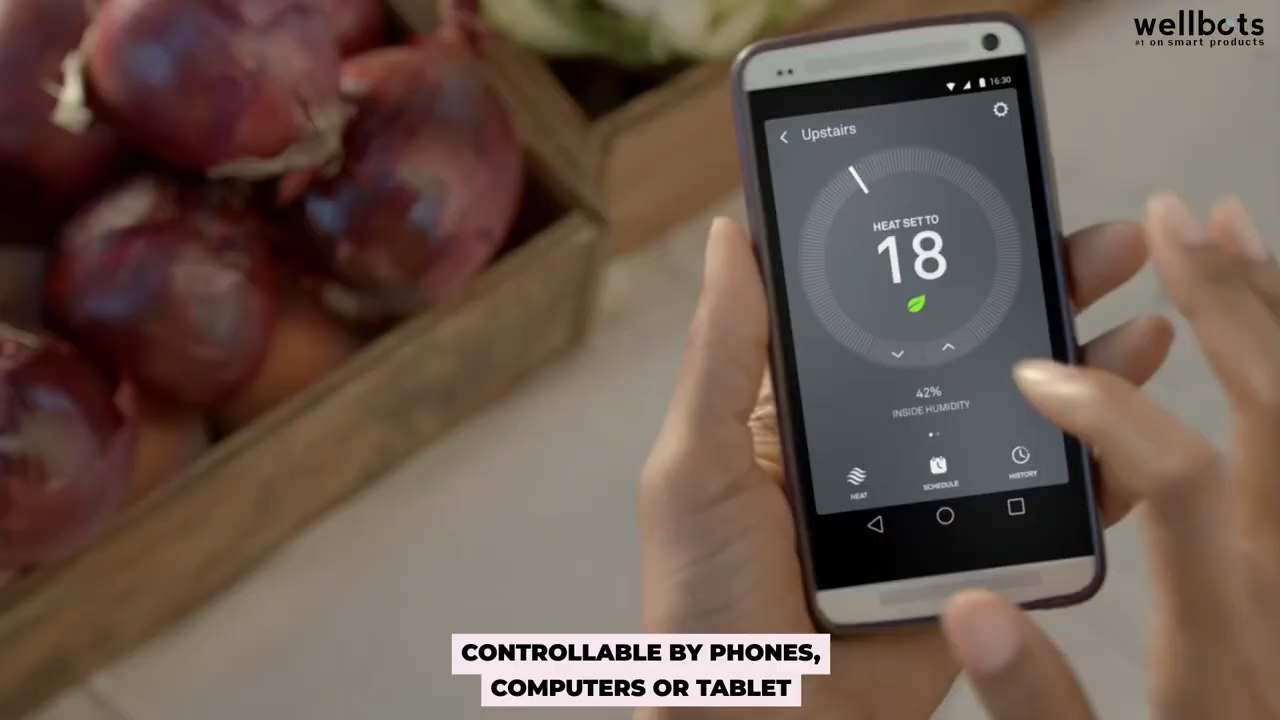 wellbots
#1 on smart products
16:30
Upstairs
HEAT SET TO
18
42%
INSIDE HUMIDITY
HEAT
SCHEDULE
HISTORY
CONTROLLABLE BY PHONES,
COMPUTERS OR TABLET